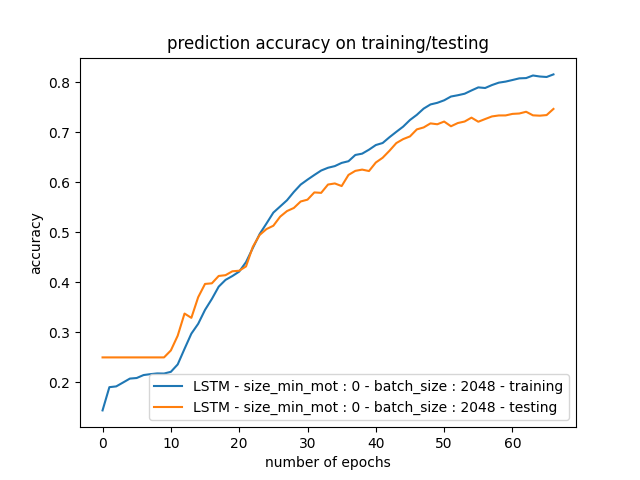 prediction accuracy on training/testing
accuracy
0.8
0.7
0.6
0.5
0.4
0.3
0.2
LSTM - size_min_mot : 0 - batch_size : 2048 - training
LSTM - size_min_mot : 0 - batch_size : 2048 - testing
0 10 20 30 40 50 60
number of epochs